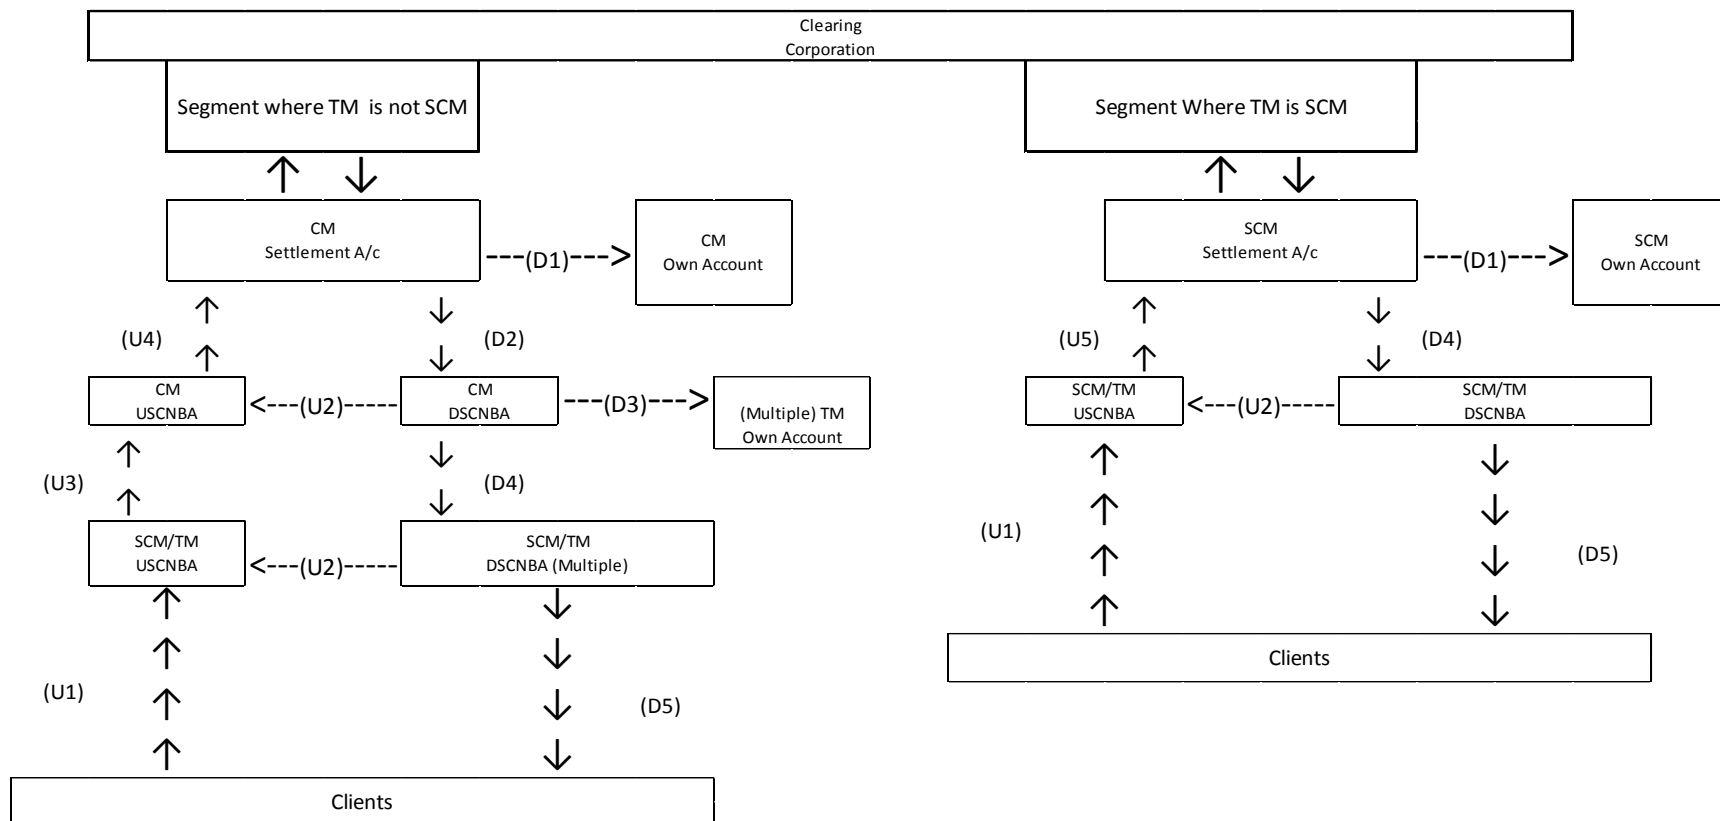 Clearing
Corporation
Segment where TM is not SCM
Segment Where TM is SCM
CM
Settlement A/c
(D1)
CM
Own Account
SCM
Settlement A/c
(D1)
SCM
Own Account
(U4)
(D2)
(U5)
(D4)
CM
USCNBA
(U2)
CM
DSCNBA
(D3)
(Multiple) TM
Own Account
SCM/TM
USCNBA
(U2)
SCM/TM
DSCNBA
(U3)
(D4)
SCM/TM
USCNBA
(U2)
SCM/TM
DSCNBA (Multiple)
(U1)
(D5)
Clients
(U1)
(D5)
Clients